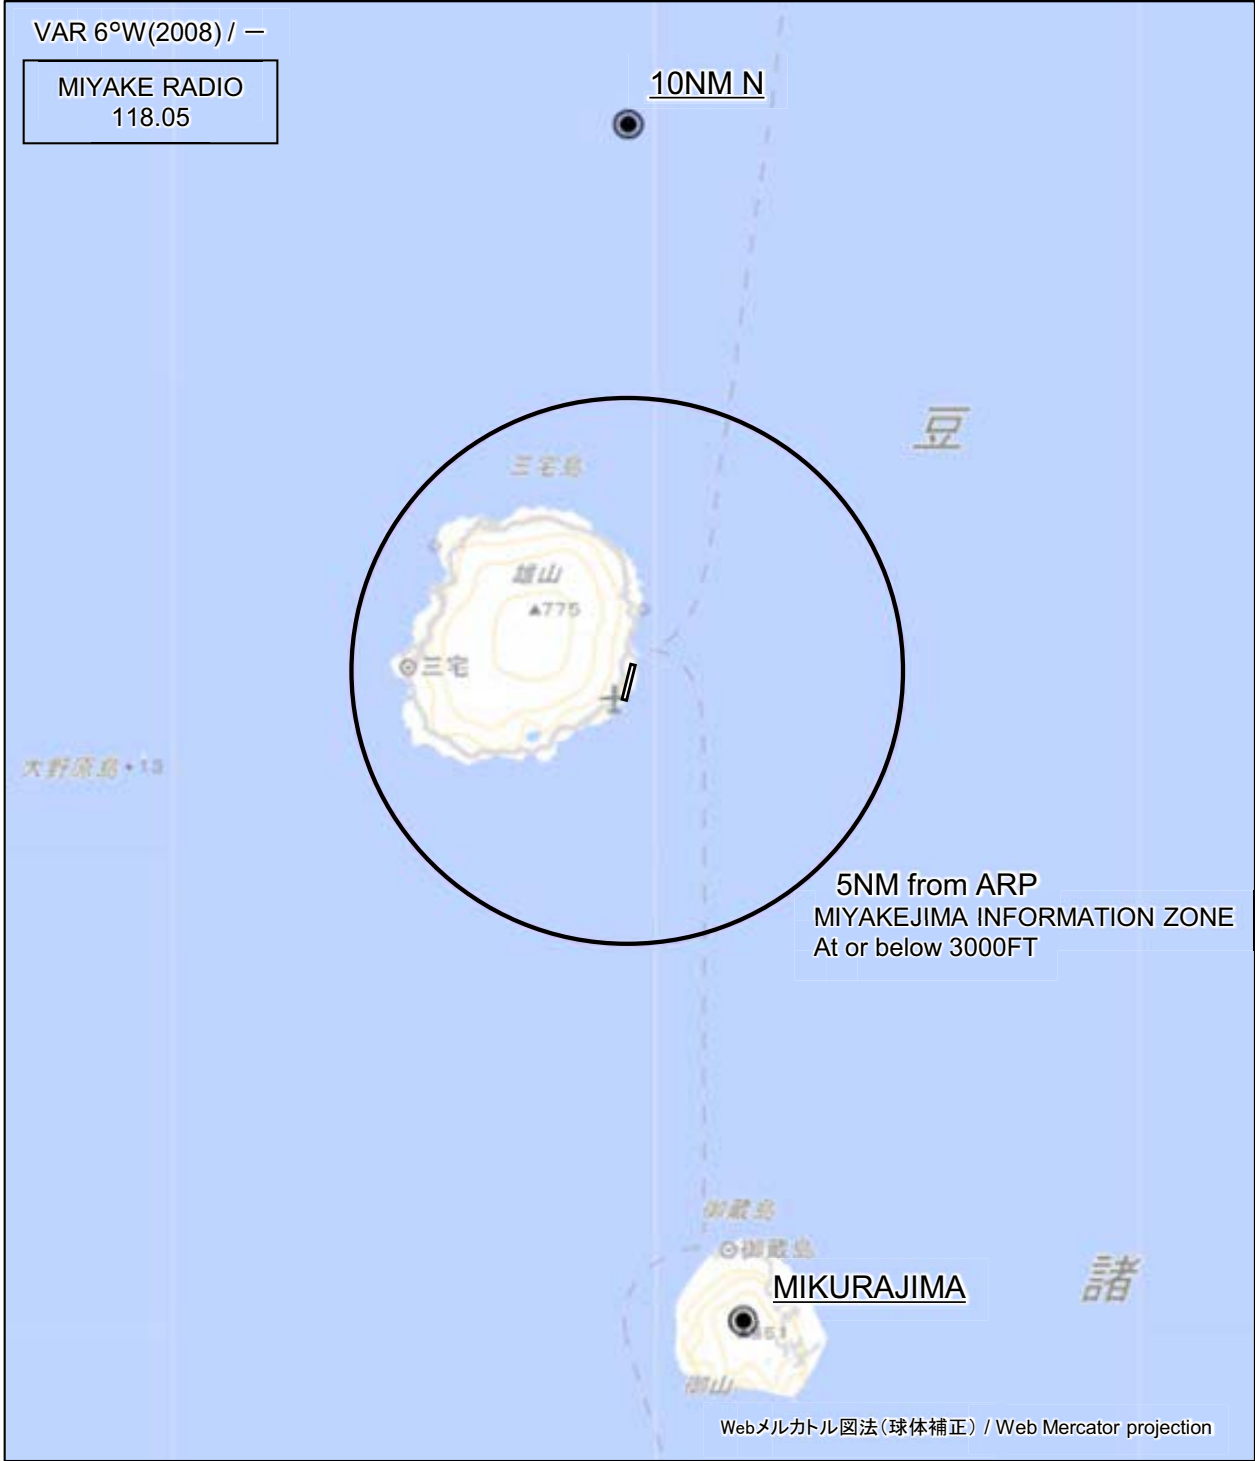 VAR 6°W(2008) / －
MIYAKE RADIO
118.05
10NM N
豆
三宅島
雄山
▲775
三宅
大野原島・13
5NM from ARP
MIYAKEJIMA INFORMATION ZONE
At or below 3000FT
御蔵島
御蔵島
諸
MIKURAJIMA
御山
Webメルカトル図法（球体補正） / Web Mercator projection